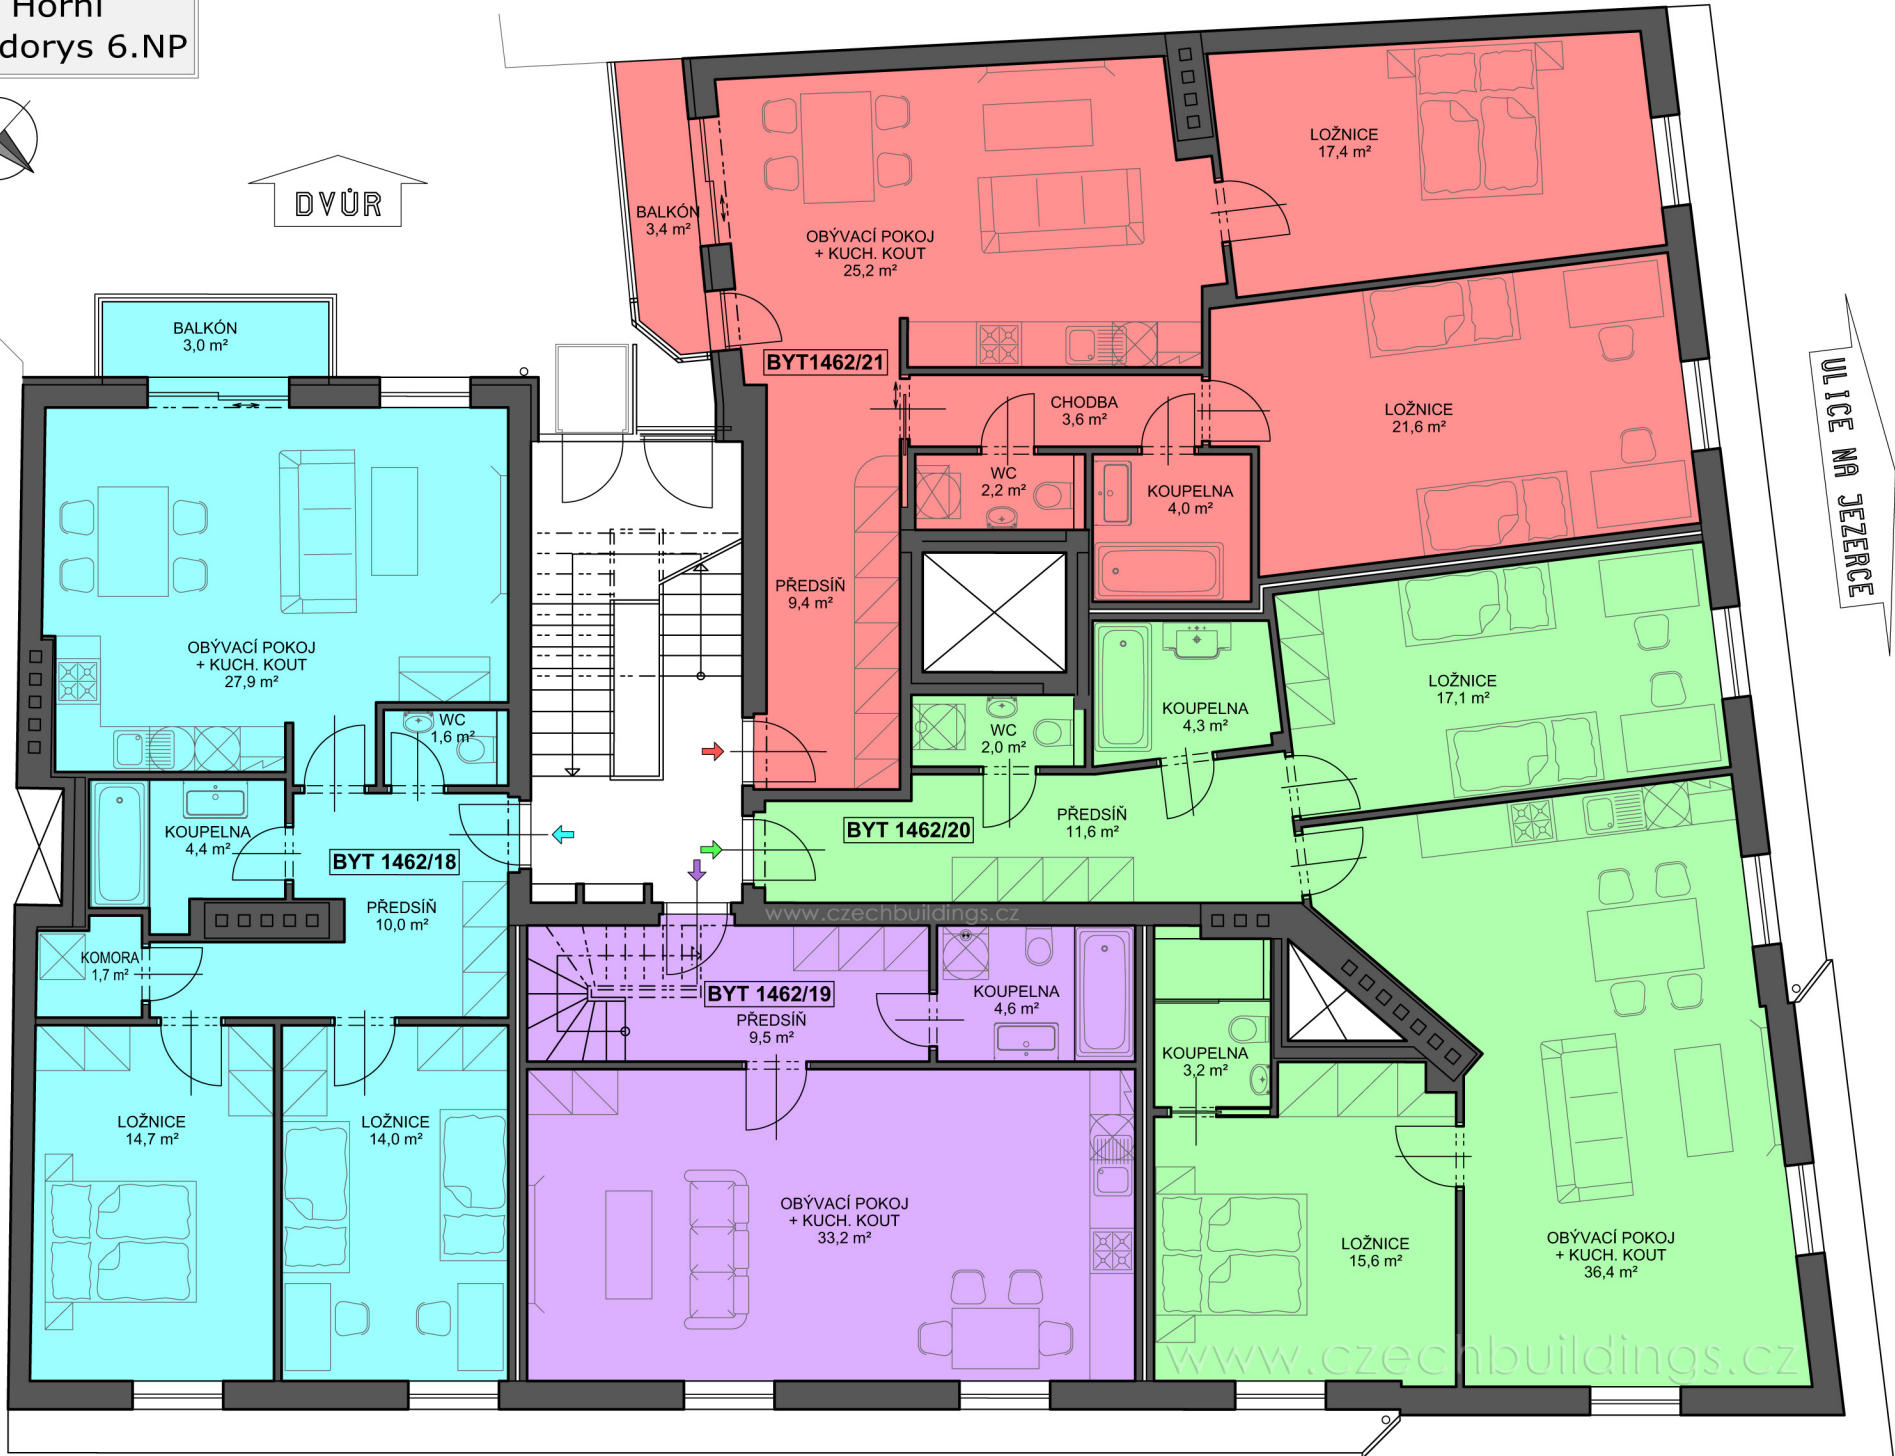 Horní
dorys 6.NP
DVŮR
BALKÓN
3,4 m²
OBÝVACÍ POKOJ
+ KUCH. KOUT
25,2 m²
LOŽNICE
17,4 m²
BYT1462/21
CHODBA
3,6 m²
LOŽNICE
21,6 m²
WC
2,2 m²
KOUPELNA
4,0 m²
PŘEDSÍŇ
9,4 m²
ULICE NA JEZERCE
BALKÓN
3,0 m²
OBÝVACÍ POKOJ
+ KUCH. KOUT
27,9 m²
WC
1,6 m²
KOUPELNA
4,4 m²
BYT 1462/18
PŘEDSÍŇ
10,0 m²
KOMORA
1,7 m²
LOŽNICE
14,7 m²
LOŽNICE
14,0 m²
WC
2,0 m²
KOUPELNA
4,3 m²
LOŽNICE
17,1 m²
BYT 1462/20
PŘEDSÍŇ
11,6 m²
www.czechbuildings.cz
BYT 1462/19
PŘEDSÍŇ
9,5 m²
KOUPELNA
4,6 m²
KOUPELNA
3,2 m²
OBÝVACÍ POKOJ
+ KUCH. KOUT
33,2 m²
LOŽNICE
15,6 m²
OBÝVACÍ POKOJ
+ KUCH. KOUT
36,4 m²
www.czechbuildings.cz